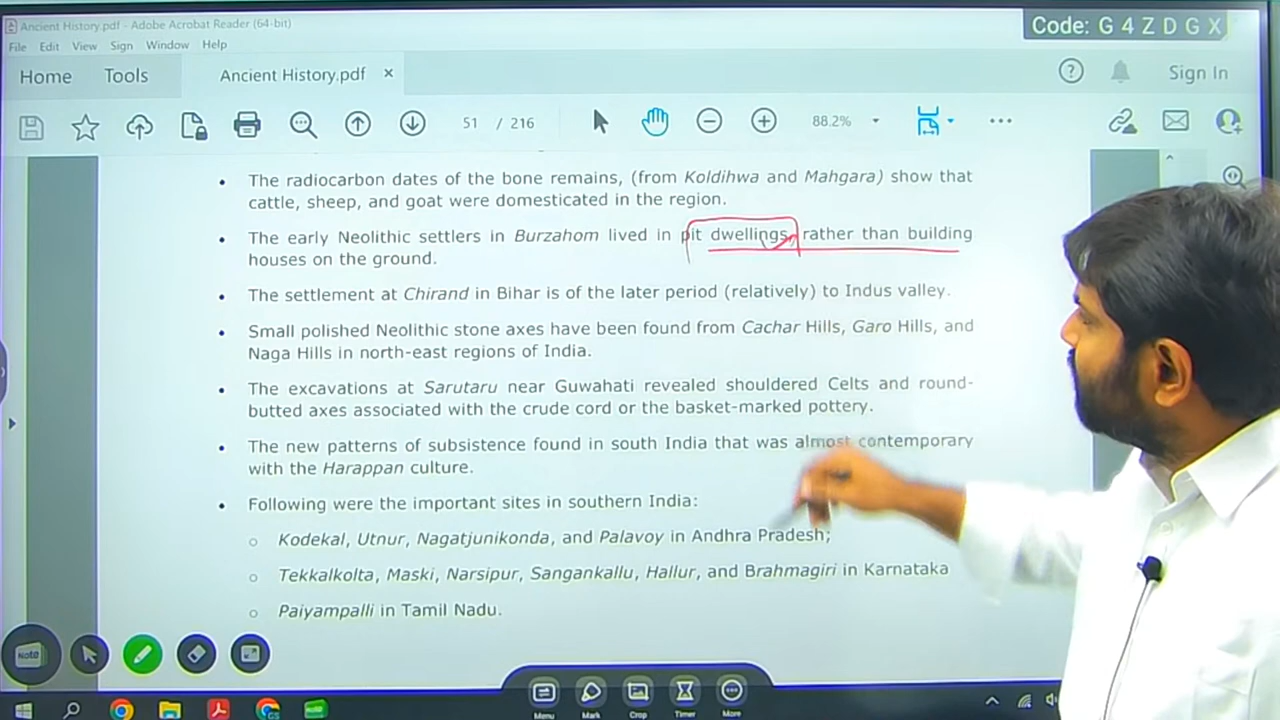 Ancient History.pdf - Adobe Acrobat Reader (64-bit)
Code: G 4 Z D G X
File Edit View Sign Window Help
Home Tools Ancient History.pdf × Sign In
51 / 216 88.2%
• The radiocarbon dates of the bone remains, (from Koldihwa and Mahgara) show that
cattle, sheep, and goat were domesticated in the region.
• The early Neolithic settlers in Burzahom lived in pit dwellings, rather than building
houses on the ground.
• The settlement at Chirand in Bihar is of the later period (relatively) to Indus valley.
• Small polished Neolithic stone axes have been found from Cachar Hills, Garo Hills, and
Naga Hills in north-east regions of India.
• The excavations at Sarutaru near Guwahati revealed shouldered Celts and round-
butted axes associated with the crude cord or the basket-marked pottery.
• The new patterns of subsistence found in south India that was almost contemporary
with the Harappan culture.
• Following were the important sites in southern India:
o Kodekal, Utnur, Nagatjunikonda, and Palavoy in Andhra Pradesh;
o Tekkalkolta, Maski, Narsipur, Sangankallu, Hallur, and Brahmagiri in Karnataka
o Paiyampalli in Tamil Nadu.
Note
Menu Mark Crop Timer More